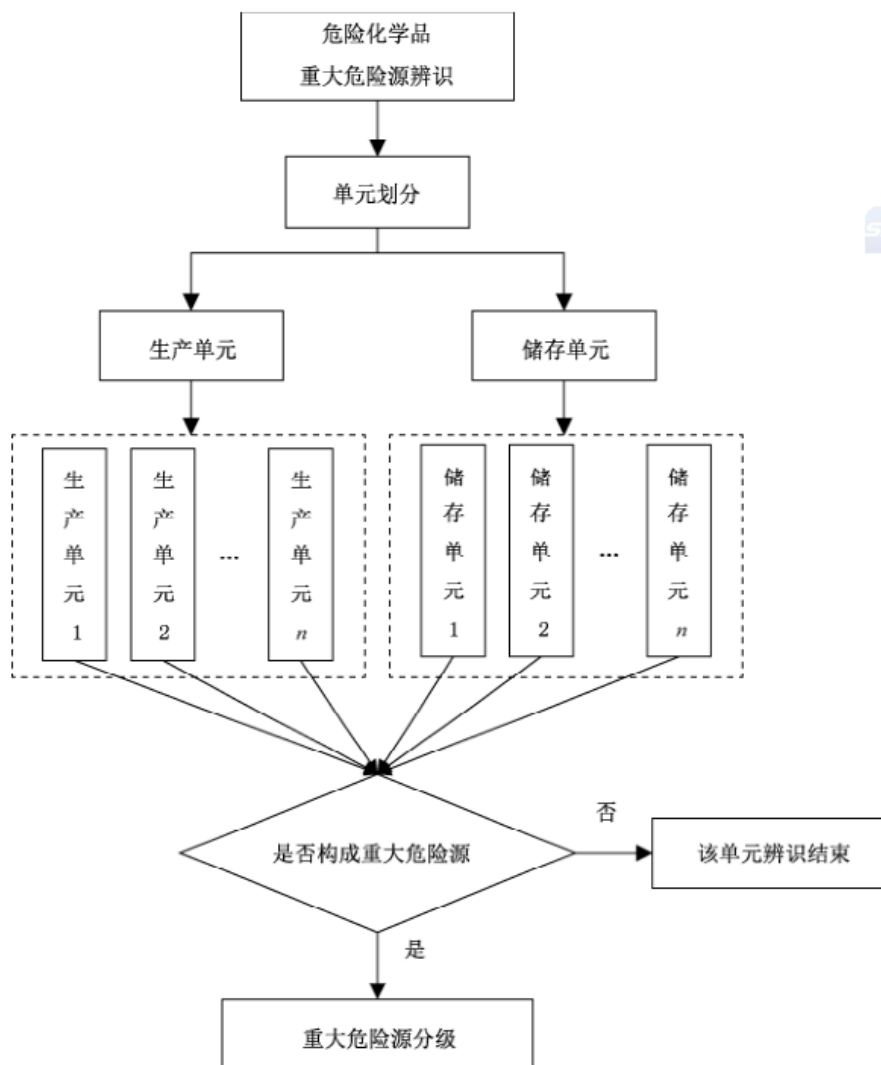 危险化学品
重大危险源辨识
单元划分
生产单元
储存单元
生产单元1
生产单元2
...
生产单元n
储存单元1
储存单元2
...
储存单元n
是否构成重大危险源
否
该单元辨识结束
是
重大危险源分级